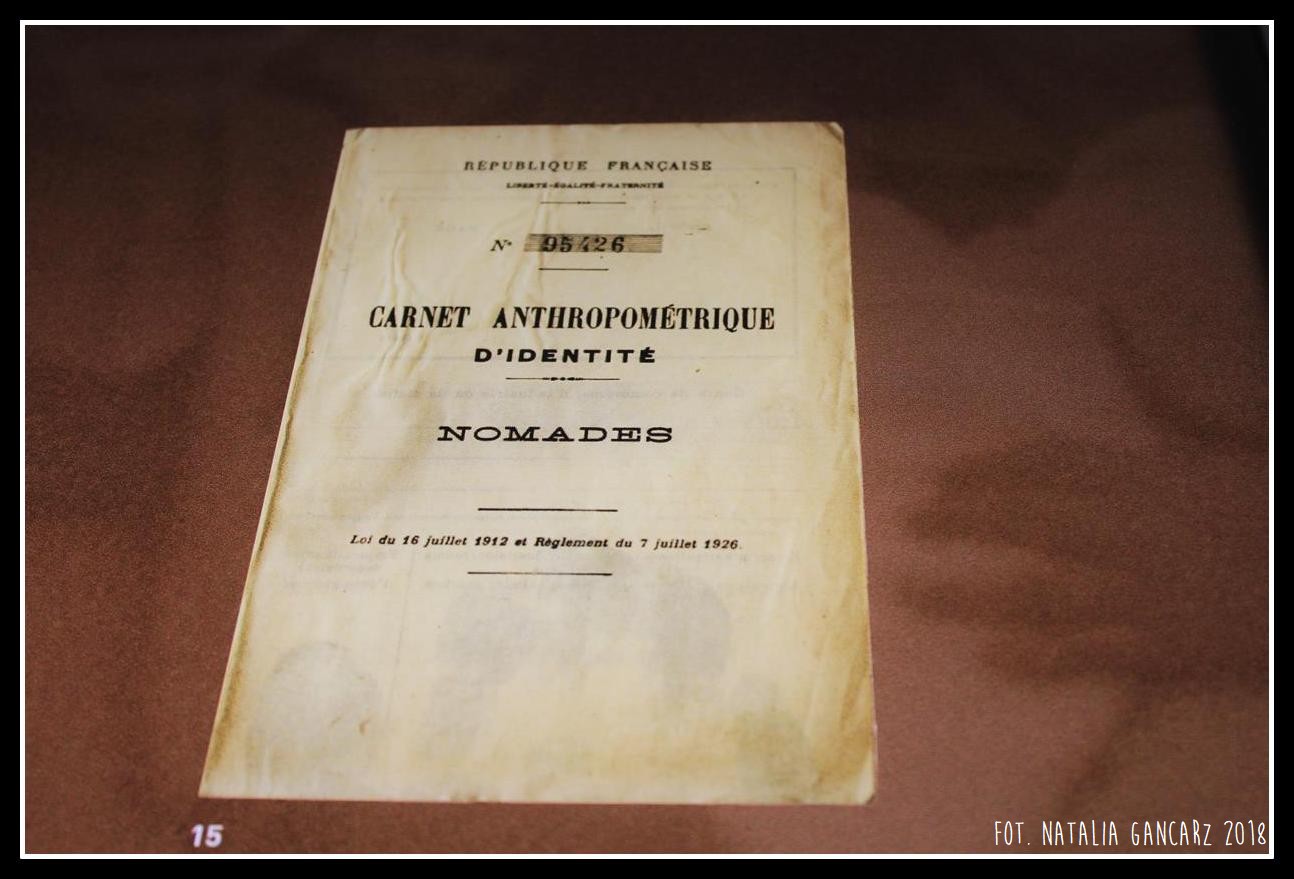 RÉPUBLIQUE FRANÇAISE
LIBERTÉ-ÉGALITÉ-FRATERNITÉ
N° 95426
CARNET ANTHROPOMÉTRIQUE
D'IDENTITÉ
NOMADES
Loi du 16 juillet 1912 et Règlement du 7 juillet 1926.
15
FOT. NATALIA GANCARZ 2018